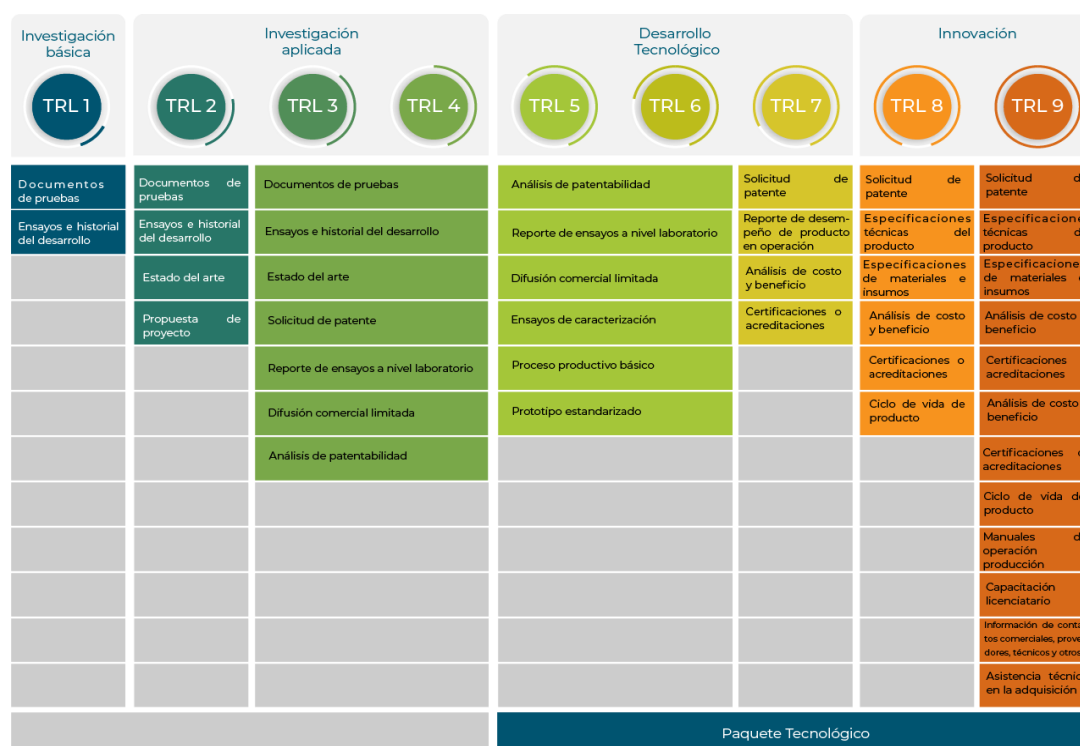 Investigación
básica
Investigación
aplicada
Desarrollo
Tecnológico
Innovación
TRL 1
TRL 2
TRL 3
TRL 4
TRL 5
TRL 6
TRL 7
TRL 8
TRL 9
Documentos
de pruebas
Ensayos e historial
del desarrollo
Documentos de
pruebas
Ensayos e historial
del desarrollo
Estado del arte
Propuesta de
proyecto
Documentos de pruebas
Ensayos e historial del desarrollo
Estado del arte
Solicitud de patente
Reporte de ensayos a nivel laboratorio
Difusión comercial limitada
Análisis de patentabilidad
Análisis de patentabilidad
Reporte de ensayos a nivel laboratorio
Difusión comercial limitada
Ensayos de caracterización
Proceso productivo básico
Prototipo estandarizado
Solicitud de
patente
Reporte de desem-
peño de producto
en operación
Análisis de costo
y beneficio
Certificaciones o
acreditaciones
Solicitud de
patente
Especificaciones
técnicas del
producto
Especificaciones
de materiales e
insumos
Análisis de costo
y beneficio
Certificaciones o
acreditaciones
Ciclo de vida de
producto
Solicitud
patente
técnicas
producto
de materiales
insumos
Análisis de costo
beneficio
Certificaciones
acreditaciones
Análisis de costo
beneficio
Certificaciones
acreditaciones
Ciclo de vida
producto
Manuales
operación
producción
Capacitación
licenciatario
Información de
tos comerciales,
dores, técnicos y otros
Asistencia
en la adquisición
Paquete Tecnológico